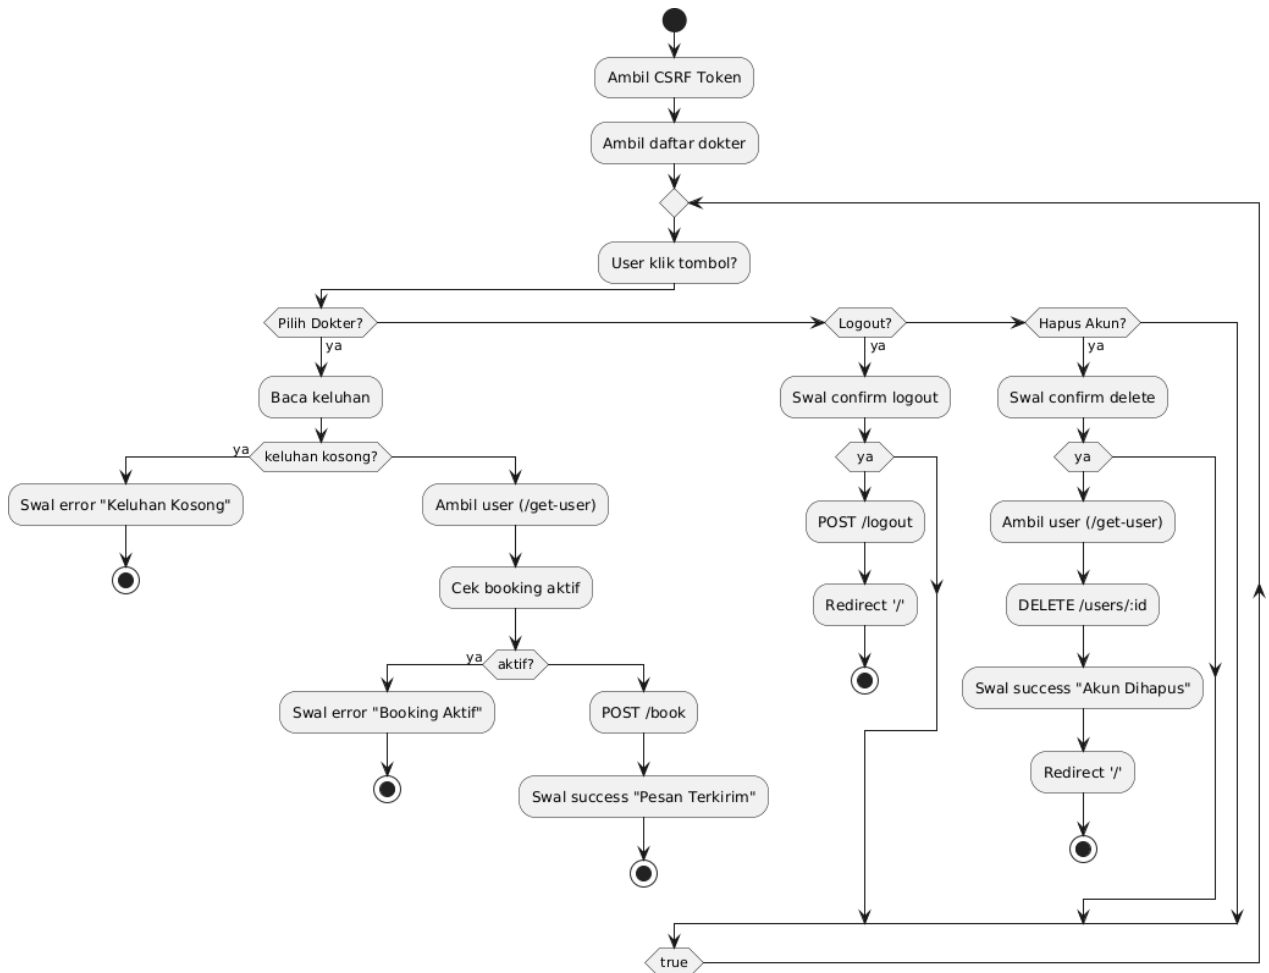 Ambil CSRF Token
Ambil daftar dokter
User klik tombol?
Pilih Dokter?
ya
Baca keluhan
keluhan kosong?
ya
Swal error "Keluhan Kosong"
Ambil user (/get-user)
Cek booking aktif
aktif?
ya
Swal error "Booking Aktif"
POST /book
Swal success "Pesan Terkirim"
Logout?
ya
Swal confirm logout
ya
POST /logout
Redirect '/'
Hapus Akun?
ya
Swal confirm delete
ya
Ambil user (/get-user)
DELETE /users/:id
Swal success "Akun Dihapus"
Redirect '/'
true